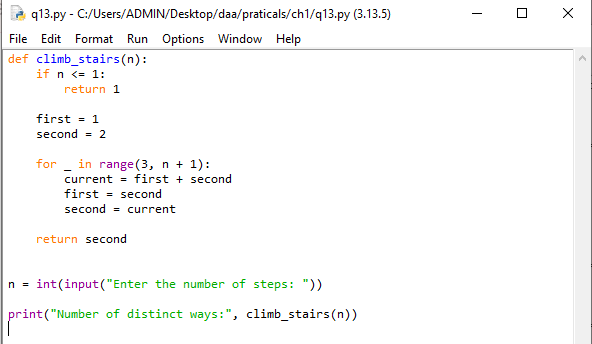 q13.py - C:/Users/ADMIN/Desktop/daa/praticals/ch1/q13.py (3.13.5)
File Edit Format Run Options Window Help
def climb_stairs(n):
    if n <= 1:
        return 1

    first = 1
    second = 2

    for _ in range(3, n + 1):
        current = first + second
        first = second
        second = current

    return second


n = int(input("Enter the number of steps: "))

print("Number of distinct ways:", climb_stairs(n))